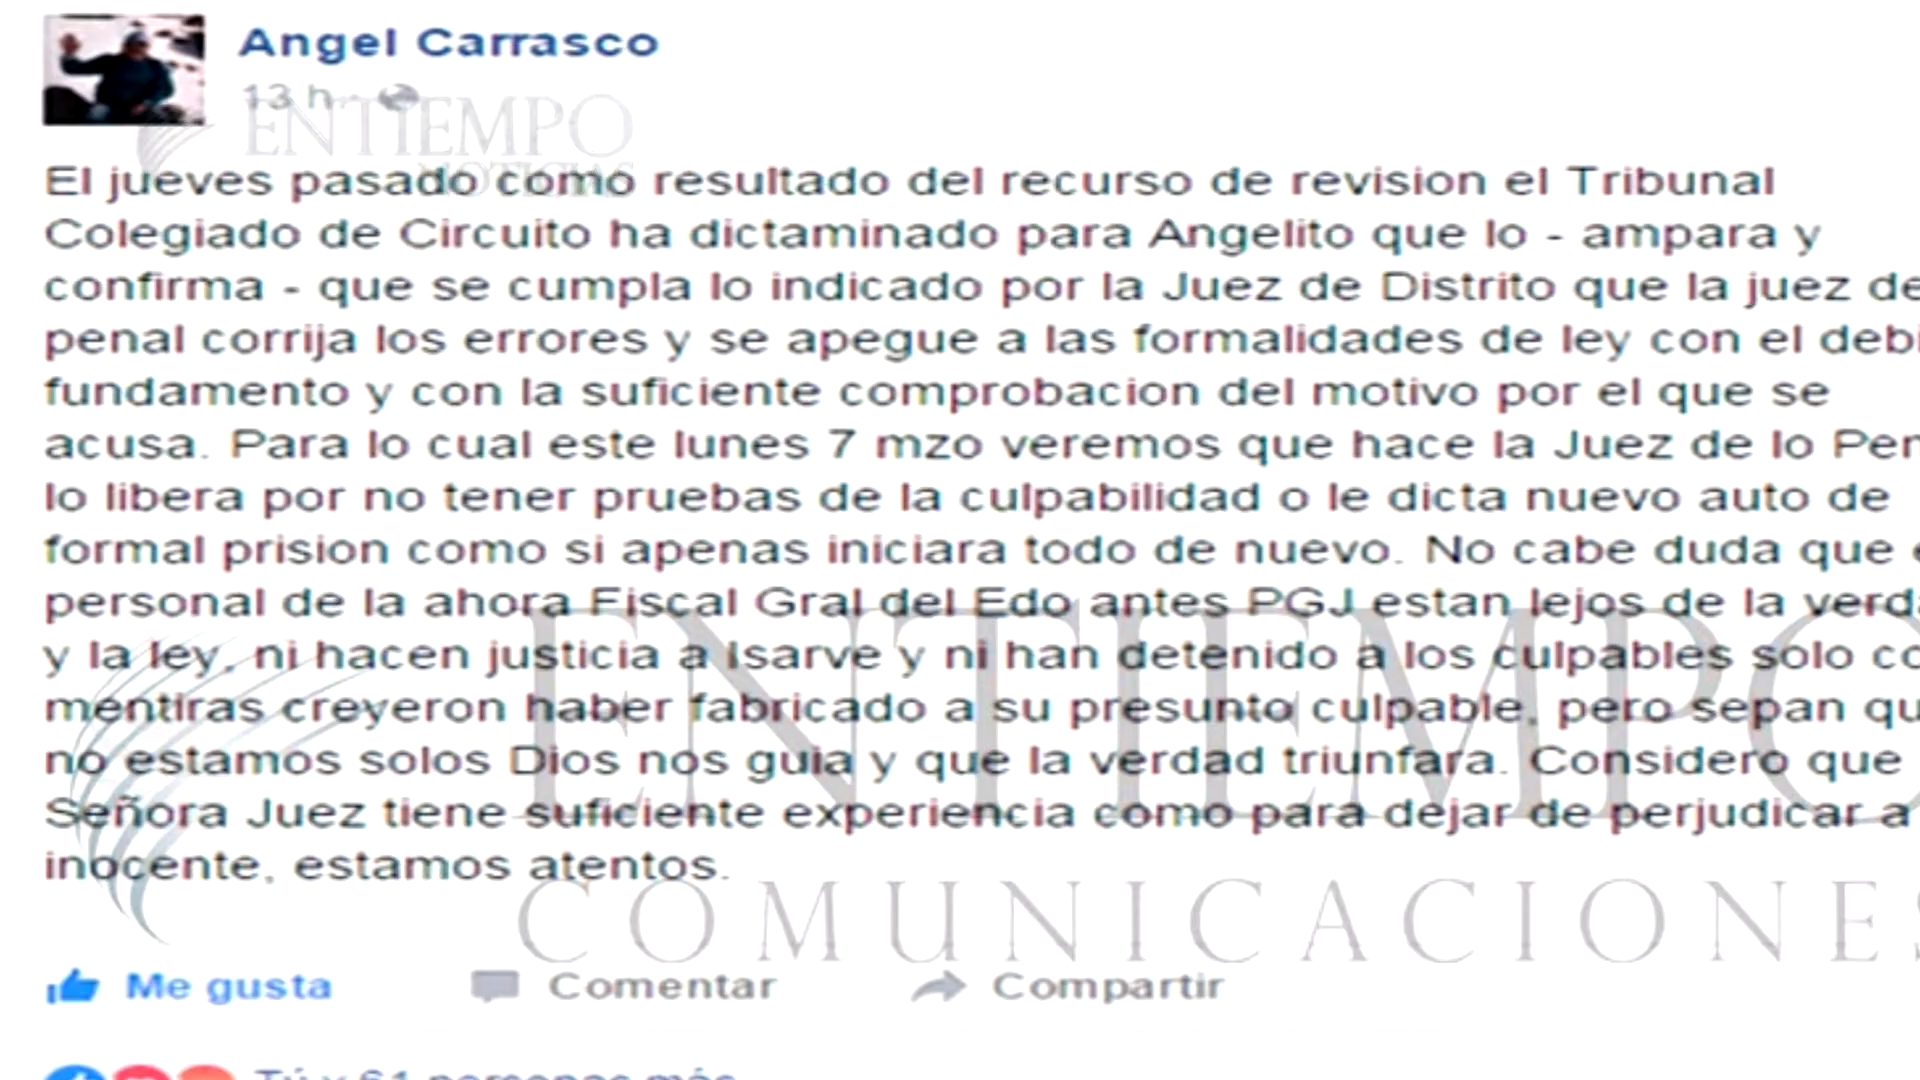 Angel Carrasco
13 h
ENTIEMPO
NOTICIAS
El jueves pasado como resultado del recurso de revision el Tribunal
Colegiado de Circuito ha dictaminado para Angelito que lo - ampara y
confirma - que se cumpla lo indicado por la Juez de Distrito que la juez de
penal corrija los errores y se apegue a las formalidades de ley con el debi
fundamento y con la suficiente comprobacion del motivo por el que se
acusa. Para lo cual este lunes 7 mzo veremos que hace la Juez de lo Pen
lo libera por no tener pruebas de la culpabilidad o le dicta nuevo auto de
formal prision como si apenas iniciara todo de nuevo. No cabe duda que
personal de la ahora Fiscal Gral del Edo antes PGJ estan lejos de la verda
y la ley, ni hacen justicia a Isarve y ni han detenido a los culpables solo co
mentiras creyeron haber fabricado a su presunto culpable, pero sepan qu
no estamos solos Dios nos guia y que la verdad triunfara. Considero que
Señora Juez tiene suficiente experiencia como para dejar de perjudicar a
inocente, estamos atentos.
ENTIEMPO
COMUNICACIONES
Me gusta Comentar Compartir
Tú y 61 personas más